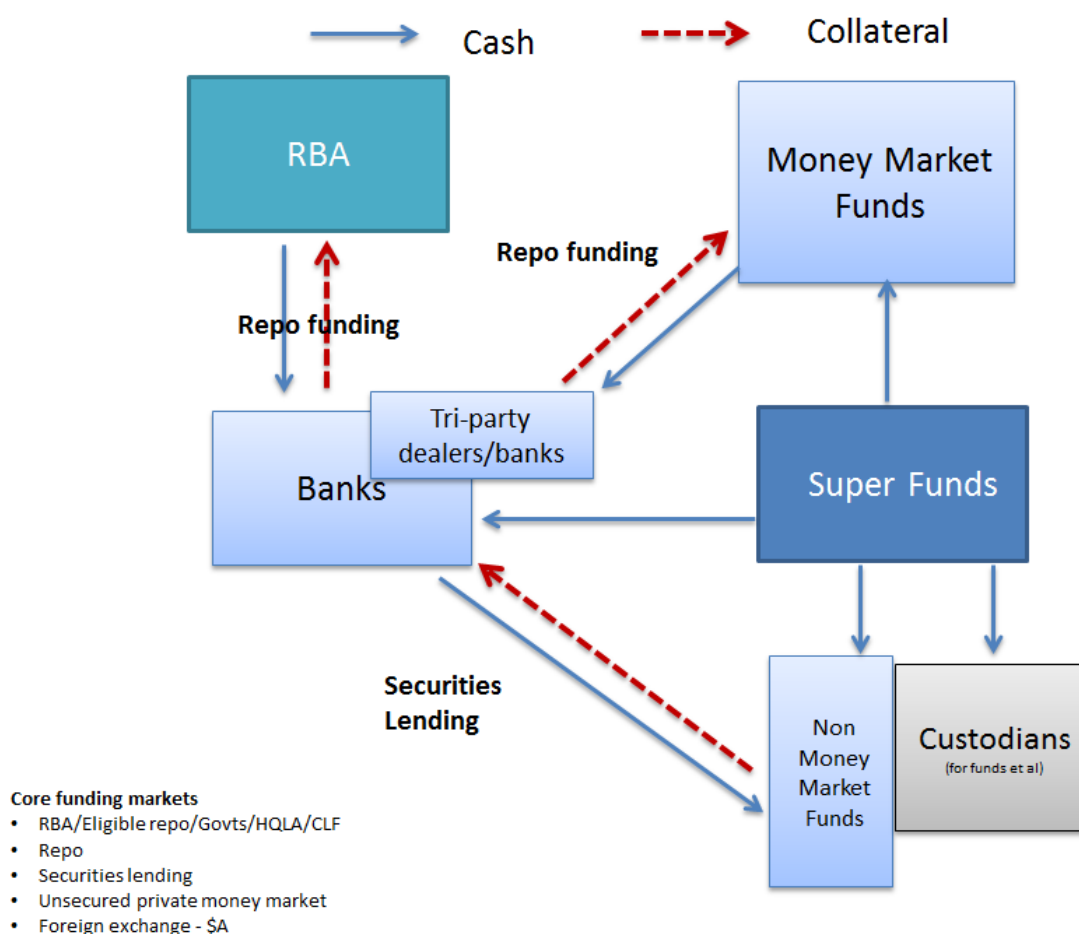 Cash
Collateral
RBA
Money Market
Funds
Repo funding
Repo funding
Tri-party
dealers/banks
Banks
Super Funds
Securities
Lending
Non
Money
Market
Funds
Custodians
(for funds et al)
Core funding markets
• RBA/Eligible repo/Govts/HQLA/CLF
• Repo
• Securities lending
• Unsecured private money market
• Foreign exchange - $A